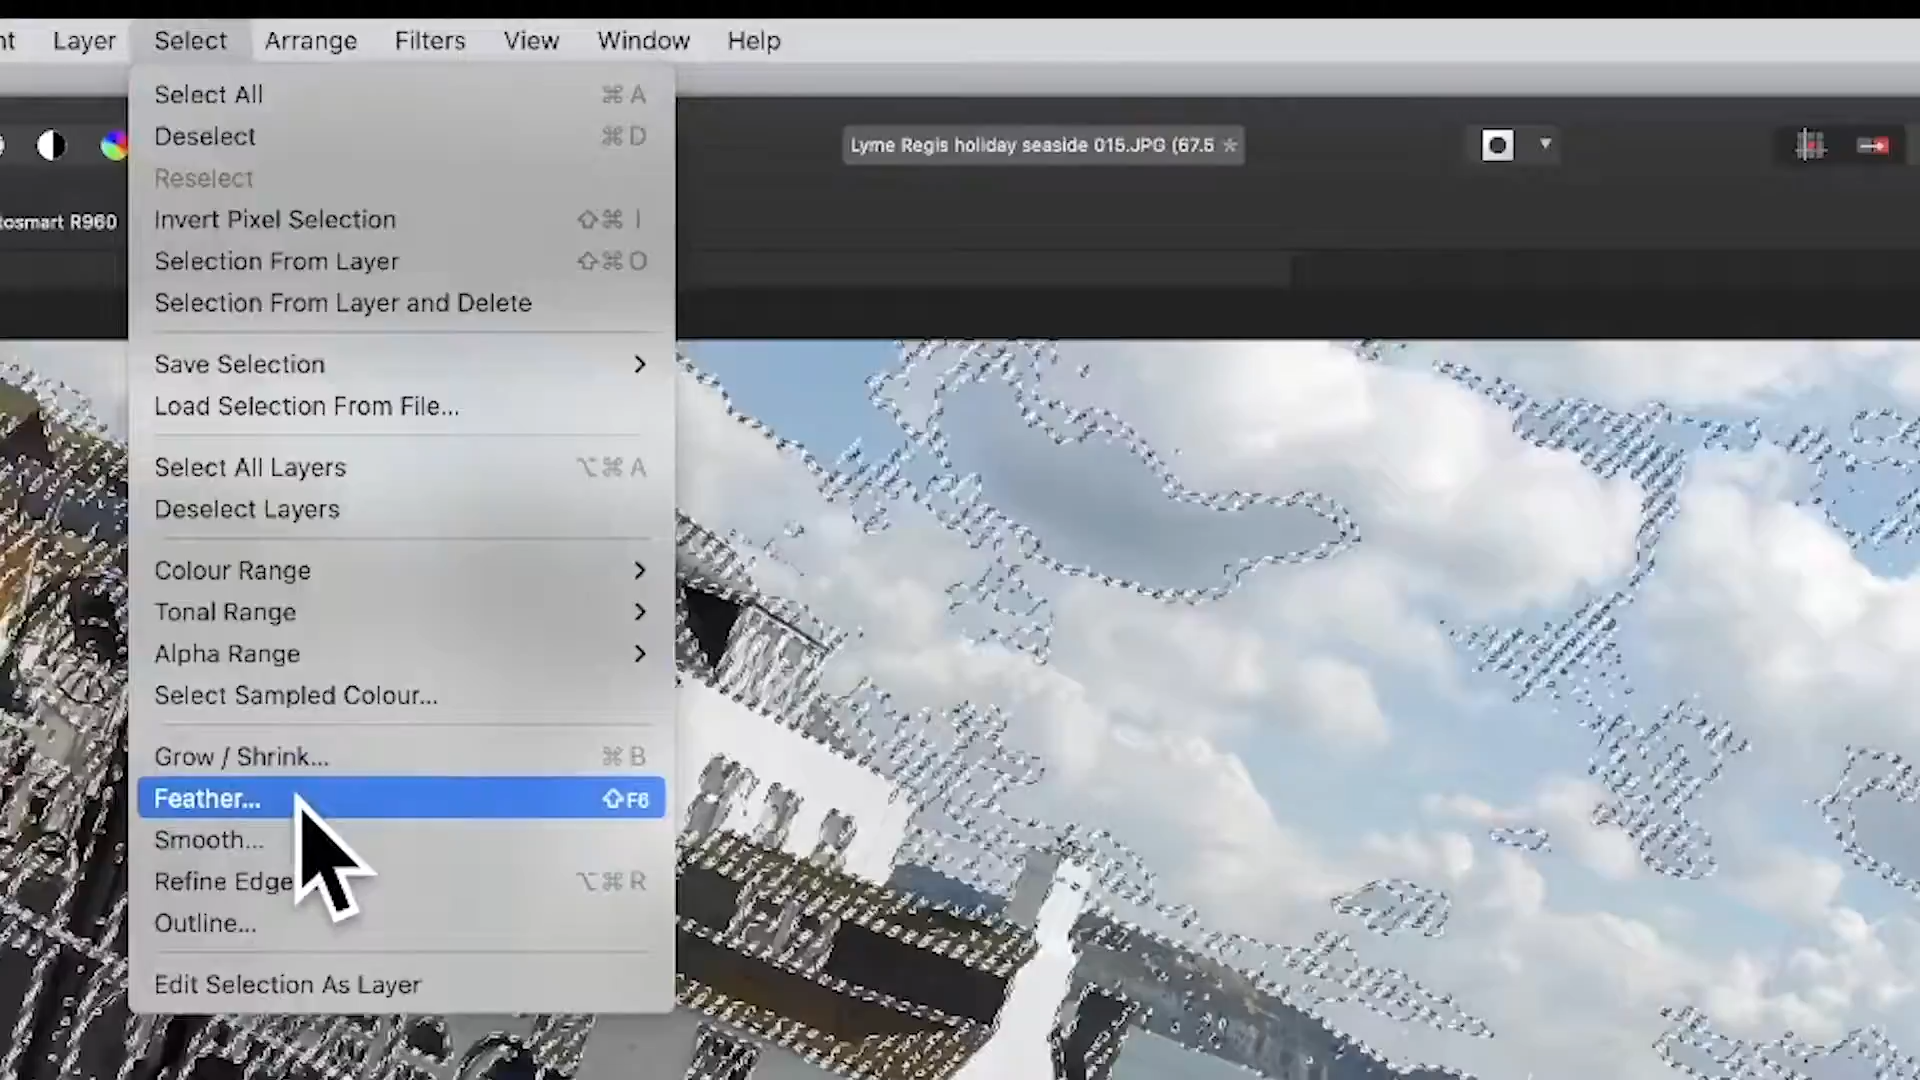 nt Layer Select Arrange Filters View Window Help
Select All ⌘ A
Deselect ⌘ D
Reselect
Invert Pixel Selection ⇧⌘ I
Selection From Layer ⇧⌘ O
Selection From Layer and Delete
Save Selection
Load Selection From File...
Select All Layers ⌥⌘ A
Deselect Layers
Colour Range
Tonal Range
Alpha Range
Select Sampled Colour...
Grow / Shrink... ⌘ B
Feather... ⇧F6
Smooth...
Refine Edge ⌥⌘ R
Outline...
Edit Selection As Layer
Lyme Regis holiday seaside 015.JPG (67.5
tosmart R960